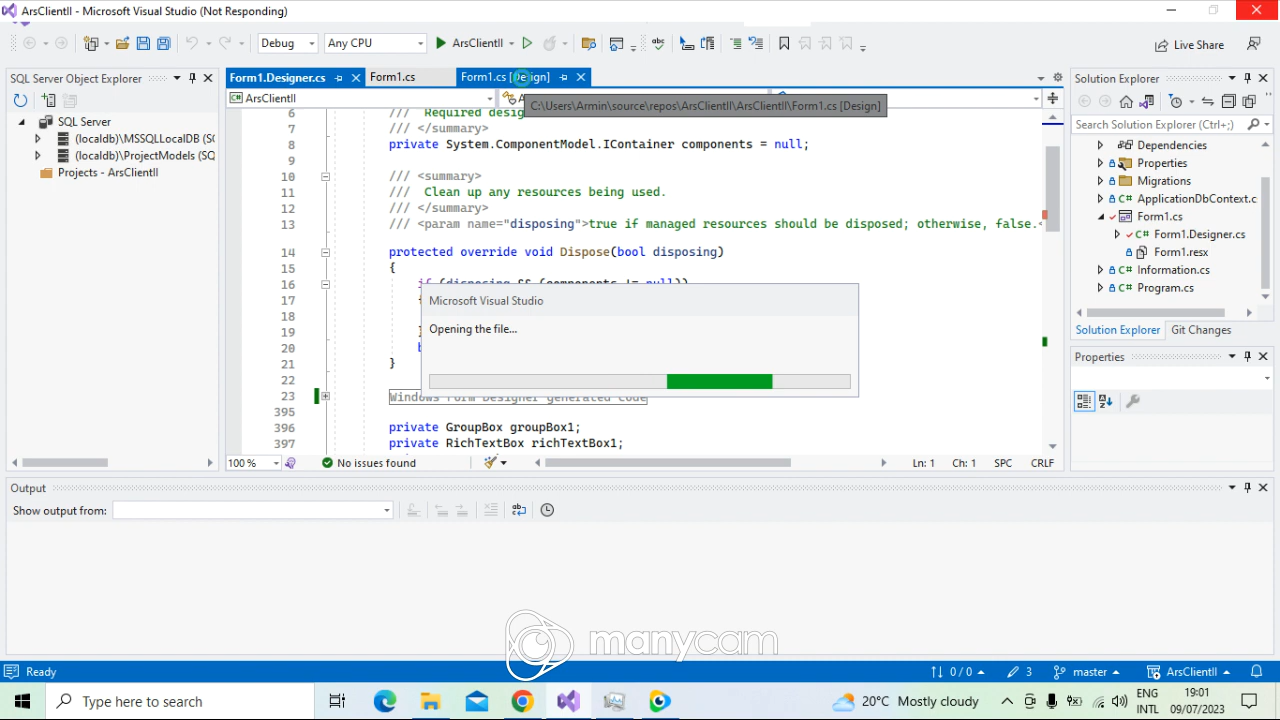 ArsClientII - Microsoft Visual Studio (Not Responding)
Debug Any CPU ArsClientII Live Share
SQL Server Object Explorer
Form1.Designer.cs Form1.cs Form1.cs [Design]
Solution Explorer
ArsClientII
C:\Users\Armin\source\repos\ArsClientII\ArsClientII\Form1.cs [Design]
Search Solution Explorer (Ctrl+;)
SQL Server
(localdb)\MSSQLLocalDB (S
(localdb)\ProjectModels (SQ
Projects - ArsClientII
6 ///
7 /// </summary>
8 private System.ComponentModel.IContainer components = null;
9
10 /// <summary>
11 /// Clean up any resources being used.
12 /// </summary>
13 /// <param name="disposing">true if managed resources should be disposed; otherwise, false.<
14 protected override void Dispose(bool disposing)
15 {
16 if (disposing && (components != null))
17
18
19
20
21 }
22
23 Windows Form Designer generated code
395
396 private GroupBox groupBox1;
397 private RichTextBox richTextBox1;
Microsoft Visual Studio
Opening the file...
Dependencies
Properties
Migrations
ApplicationDbContext.c
Form1.cs
Form1.Designer.cs
Form1.resx
Information.cs
Program.cs
Solution Explorer Git Changes
Properties
100 % No issues found Ln: 1 Ch: 1 SPC CRLF
Output
Show output from:
manycam
Ready 0 / 0 3 master ArsClientII
Type here to search
20°C Mostly cloudy
ENG
INTL
9:01
09/07/2023